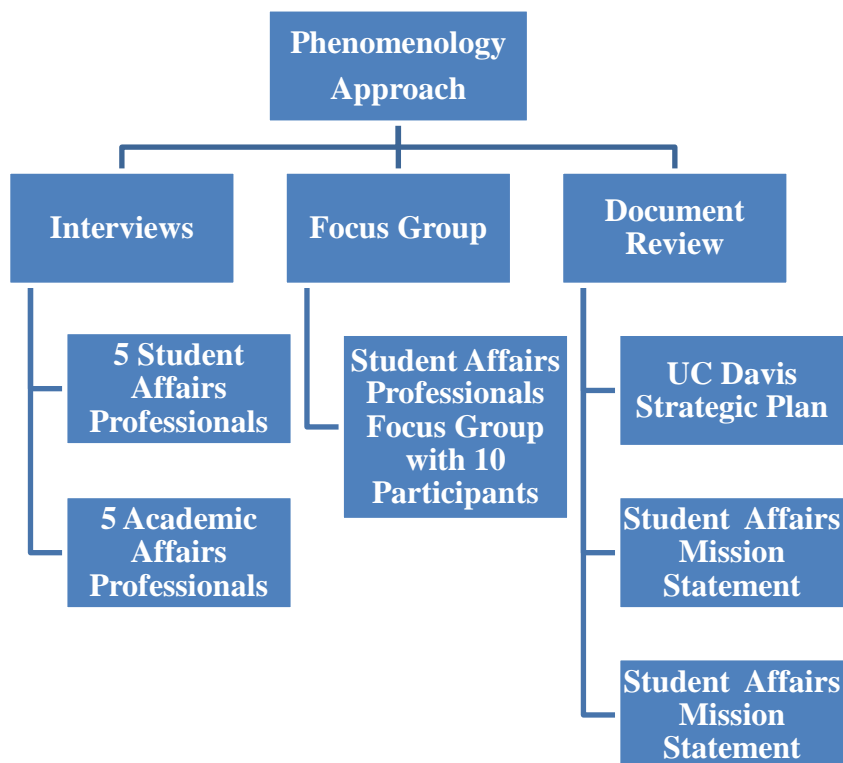 Phenomenology
Approach
Interviews
Focus Group
Document
Review
5 Student
Affairs
Professionals
5 Academic
Affairs
Professionals
Student Affairs
Professionals
Focus Group
with 10
Participants
UC Davis
Strategic Plan
Student Affairs
Mission
Statement
Student Affairs
Mission
Statement